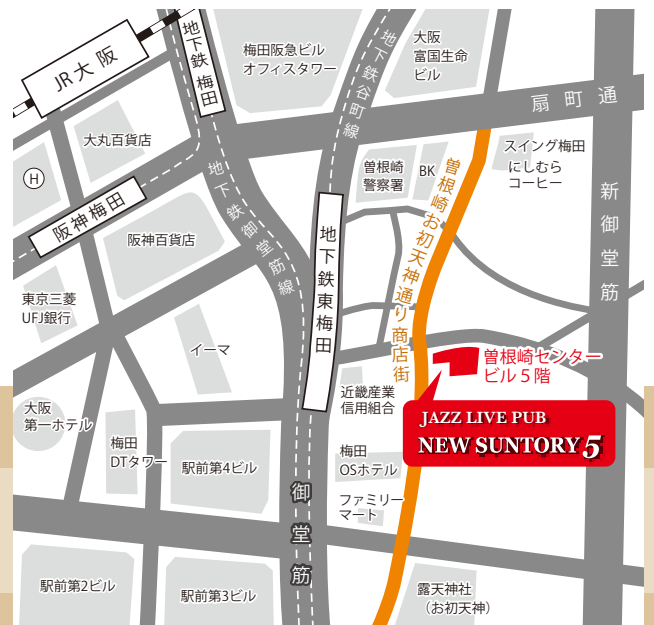 JR大阪
地下鉄梅田
梅田阪急ビル
オフィスタワー
地下鉄谷町線
大阪
富国生命
ビル
扇町通
大丸百貨店
H
阪神梅田
地下鉄御堂筋線
曽根崎
警察署
BK
曽根崎お初天神通り商店街
スイング梅田
にしむら
コーヒー
新御堂筋
阪神百貨店
地下鉄東梅田
東京三菱
UFJ銀行
イーマ
曽根崎センター
ビル5階
近畿産業
信用組合
JAZZ LIVE PUB
NEW SUNTORY 5
大阪
第一ホテル
梅田
DTタワー
駅前第4ビル
梅田
OSホテル
ファミリー
マート
御堂筋
駅前第2ビル
駅前第3ビル
露天神社
（お初天神）